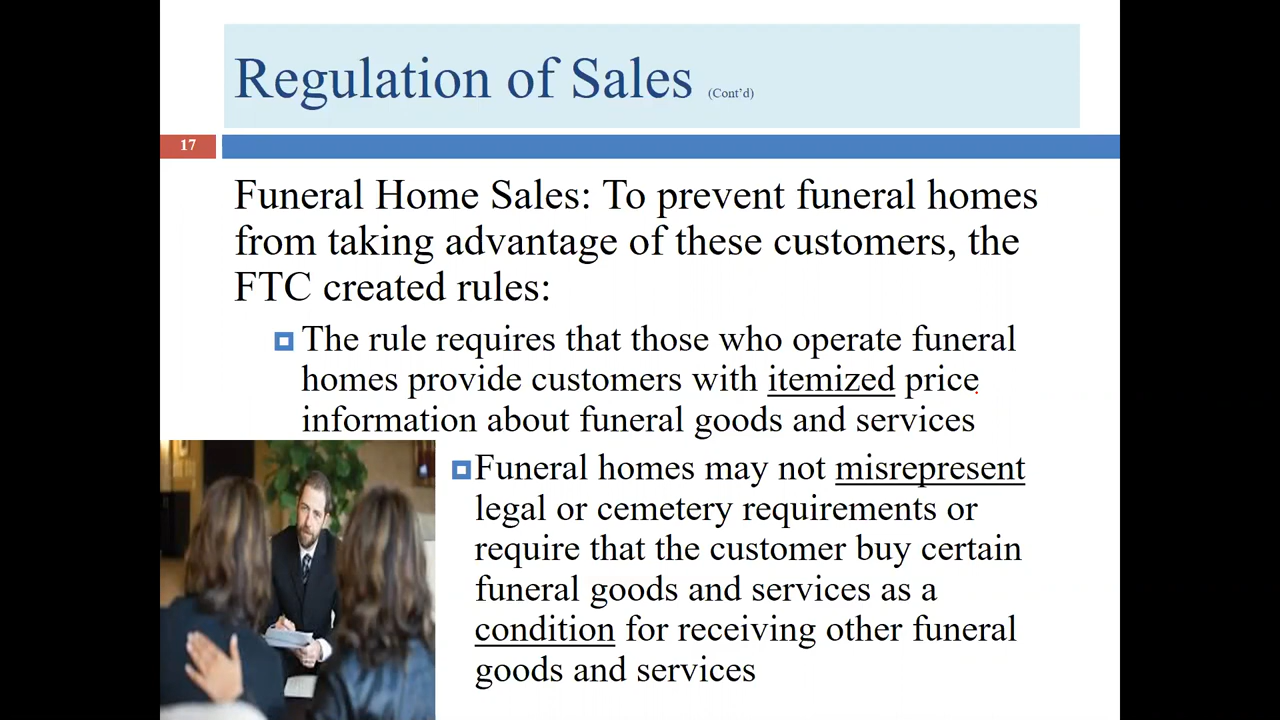 Regulation of Sales (Cont'd)
17
Funeral Home Sales: To prevent funeral homes
from taking advantage of these customers, the
FTC created rules:
The rule requires that those who operate funeral
homes provide customers with itemized price
information about funeral goods and services
Funeral homes may not misrepresent
legal or cemetery requirements or
require that the customer buy certain
funeral goods and services as a
condition for receiving other funeral
goods and services